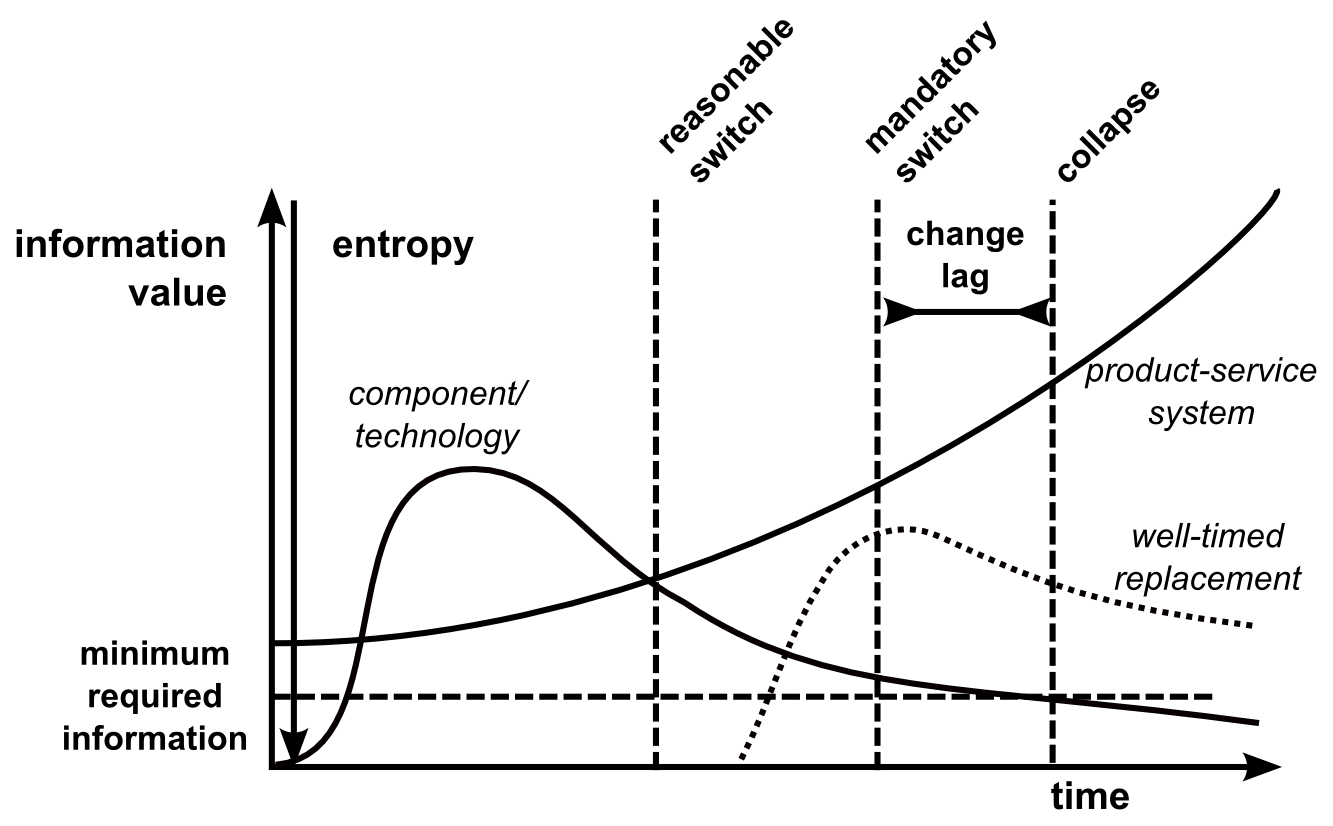 reasonable
switch
mandatory
switch
collapse
information
value
entropy
change
lag
component/
technology
product-service
system
well-timed
replacement
minimum
required
information
time